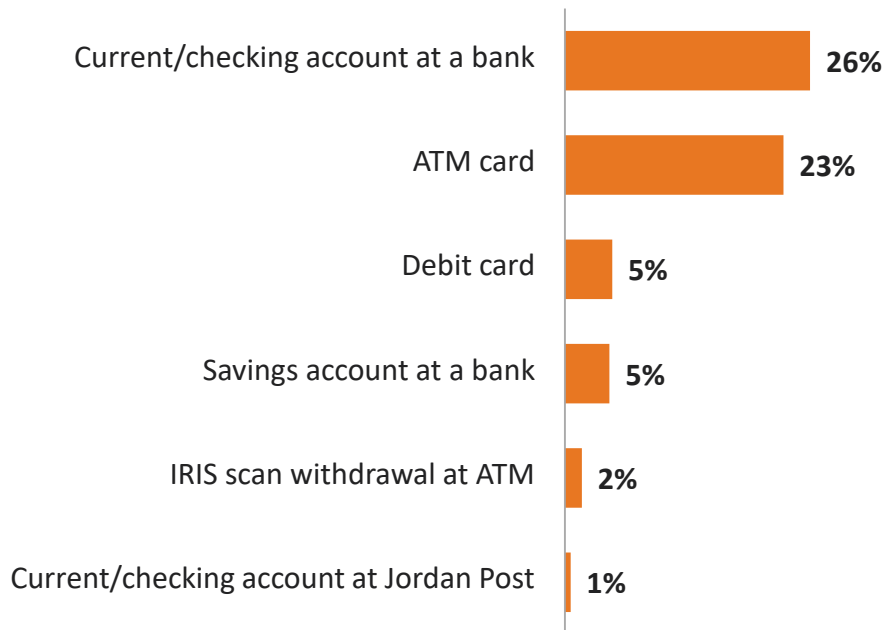 Current/checking account at a bank 26%
ATM card 23%
Debit card 5%
Savings account at a bank 5%
IRIS scan withdrawal at ATM 2%
Current/checking account at Jordan Post 1%